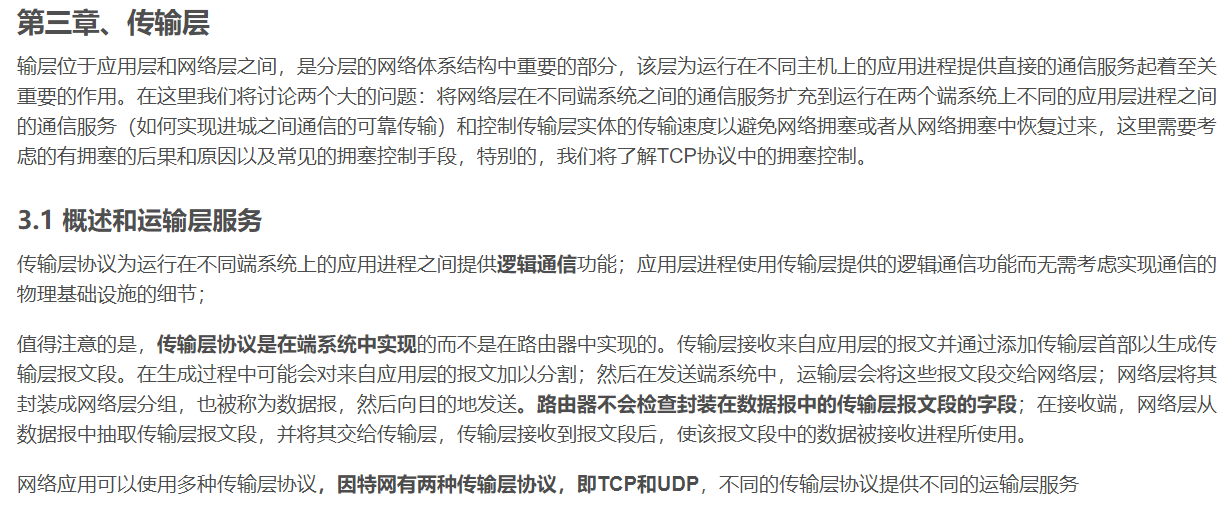 第三章、传输层
输层位于应用层和网络层之间，是分层的网络体系结构中重要的部分，该层为运行在不同主机上的应用进程提供直接的通信服务起着至关
重要的作用。在这里我们将讨论两个大的问题：将网络层在不同端系统之间的通信服务扩充到运行在两个端系统上不同的应用层进程之间
的通信服务（如何实现进城之间通信的可靠传输）和控制传输层实体的传输速度以避免网络拥塞或者从网络拥塞中恢复过来，这里需要考
虑的有拥塞的后果和原因以及常见的拥塞控制手段，特别的，我们将了解TCP协议中的拥塞控制。
3.1 概述和运输层服务
传输层协议为运行在不同端系统上的应用进程之间提供逻辑通信功能；应用层进程使用传输层提供的逻辑通信功能而无需考虑实现通信的
物理基础设施的细节；
值得注意的是，传输层协议是在端系统中实现的而不是在路由器中实现的。传输层接收来自应用层的报文并通过添加传输层首部以生成传
输层报文段。在生成过程中可能会对来自应用层的报文加以分割；然后在发送端系统中，运输层会将这些报文段交给网络层；网络层将其
封装成网络层分组，也被称为数据报，然后向目的地发送。路由器不会检查封装在数据报中的传输层报文段的字段；在接收端，网络层从
数据报中抽取传输层报文段，并将其交给传输层，传输层接收到报文段后，使该报文段中的数据被接收进程所使用。
网络应用可以使用多种传输层协议，因特网有两种传输层协议，即TCP和UDP，不同的传输层协议提供不同的运输层服务